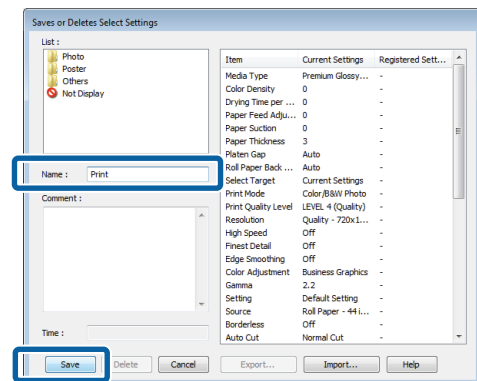 Saves or Deletes Select Settings
List :
Photo
Poster
Others
Not Display
Name : Print
Comment :
Time :
Item Current Settings Registered Sett...
Media Type Premium Glossy... -
Color Density 0 -
Drying Time per ... 0 -
Paper Feed Adju... 0 -
Paper Suction 0 -
Paper Thickness 3 -
Platen Gap Auto -
Roll Paper Back ... Auto -
Select Target Current Settings -
Print Mode Color/B&W Photo -
Print Quality Level LEVEL 4 (Quality) -
Resolution Quality - 720x1... -
High Speed Off -
Finest Detail Off -
Edge Smoothing Off -
Color Adjustment Business Graphics -
Gamma 2.2 -
Setting Default Setting -
Source Roll Paper - 44 i... -
Borderless Off -
Auto Cut Normal Cut -
Save Delete Cancel Export... Import... Help